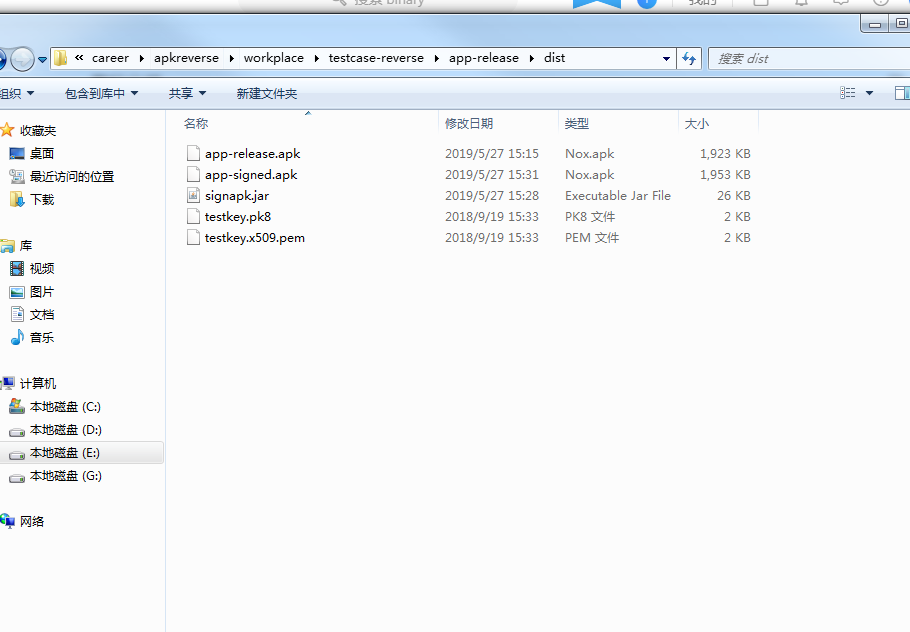 搜索 binary
我的
« career apkreverse workplace testcase-reverse app-release dist
搜索 dist
组织 包含到库中 共享 新建文件夹
名称 修改日期 类型 大小
收藏夹
桌面
最近访问的位置
下载
库
视频
图片
文档
音乐
计算机
本地磁盘 (C:)
本地磁盘 (D:)
本地磁盘 (E:)
本地磁盘 (G:)
网络
app-release.apk 2019/5/27 15:15 Nox.apk 1,923 KB
app-signed.apk 2019/5/27 15:31 Nox.apk 1,953 KB
signapk.jar 2019/5/27 15:28 Executable Jar File 26 KB
testkey.pk8 2018/9/19 15:33 PK8 文件 2 KB
testkey.x509.pem 2018/9/19 15:33 PEM 文件 2 KB